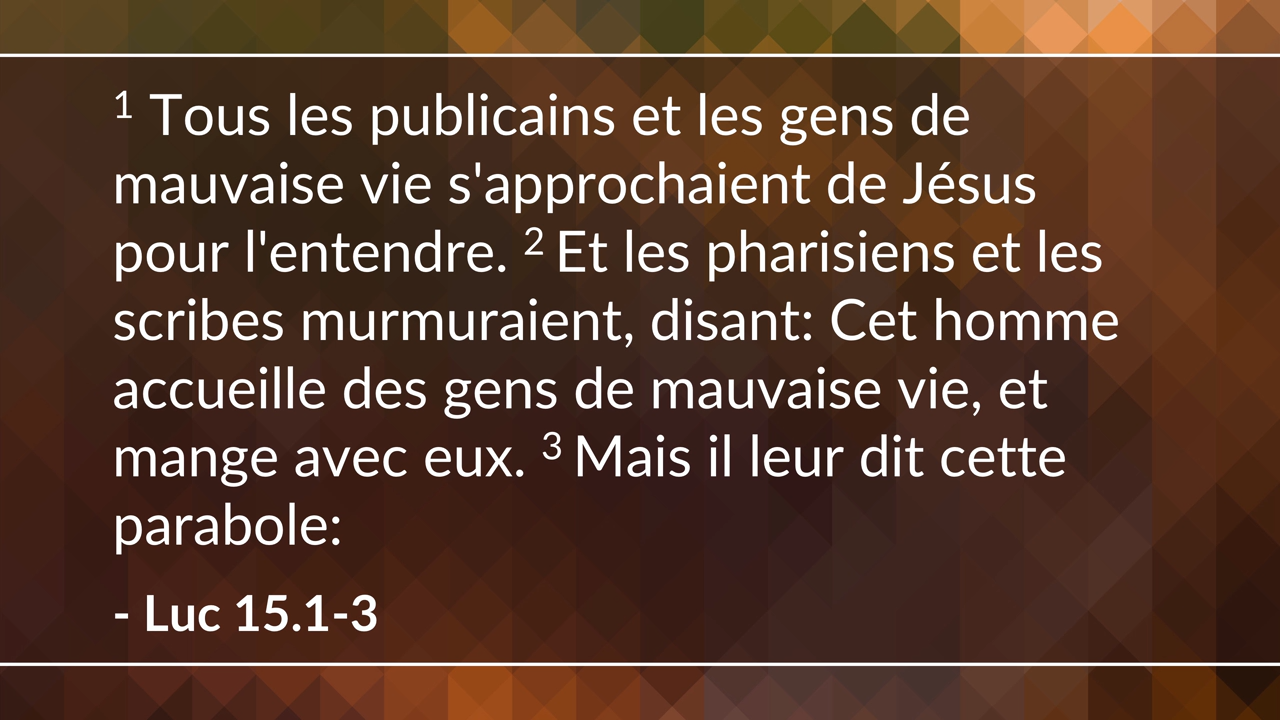 1 Tous les publicains et les gens de
mauvaise vie s'approchaient de Jésus
pour l'entendre. 2 Et les pharisiens et les
scribes murmuraient, disant: Cet homme
accueille des gens de mauvaise vie, et
mange avec eux. 3 Mais il leur dit cette
parabole:
- Luc 15.1-3